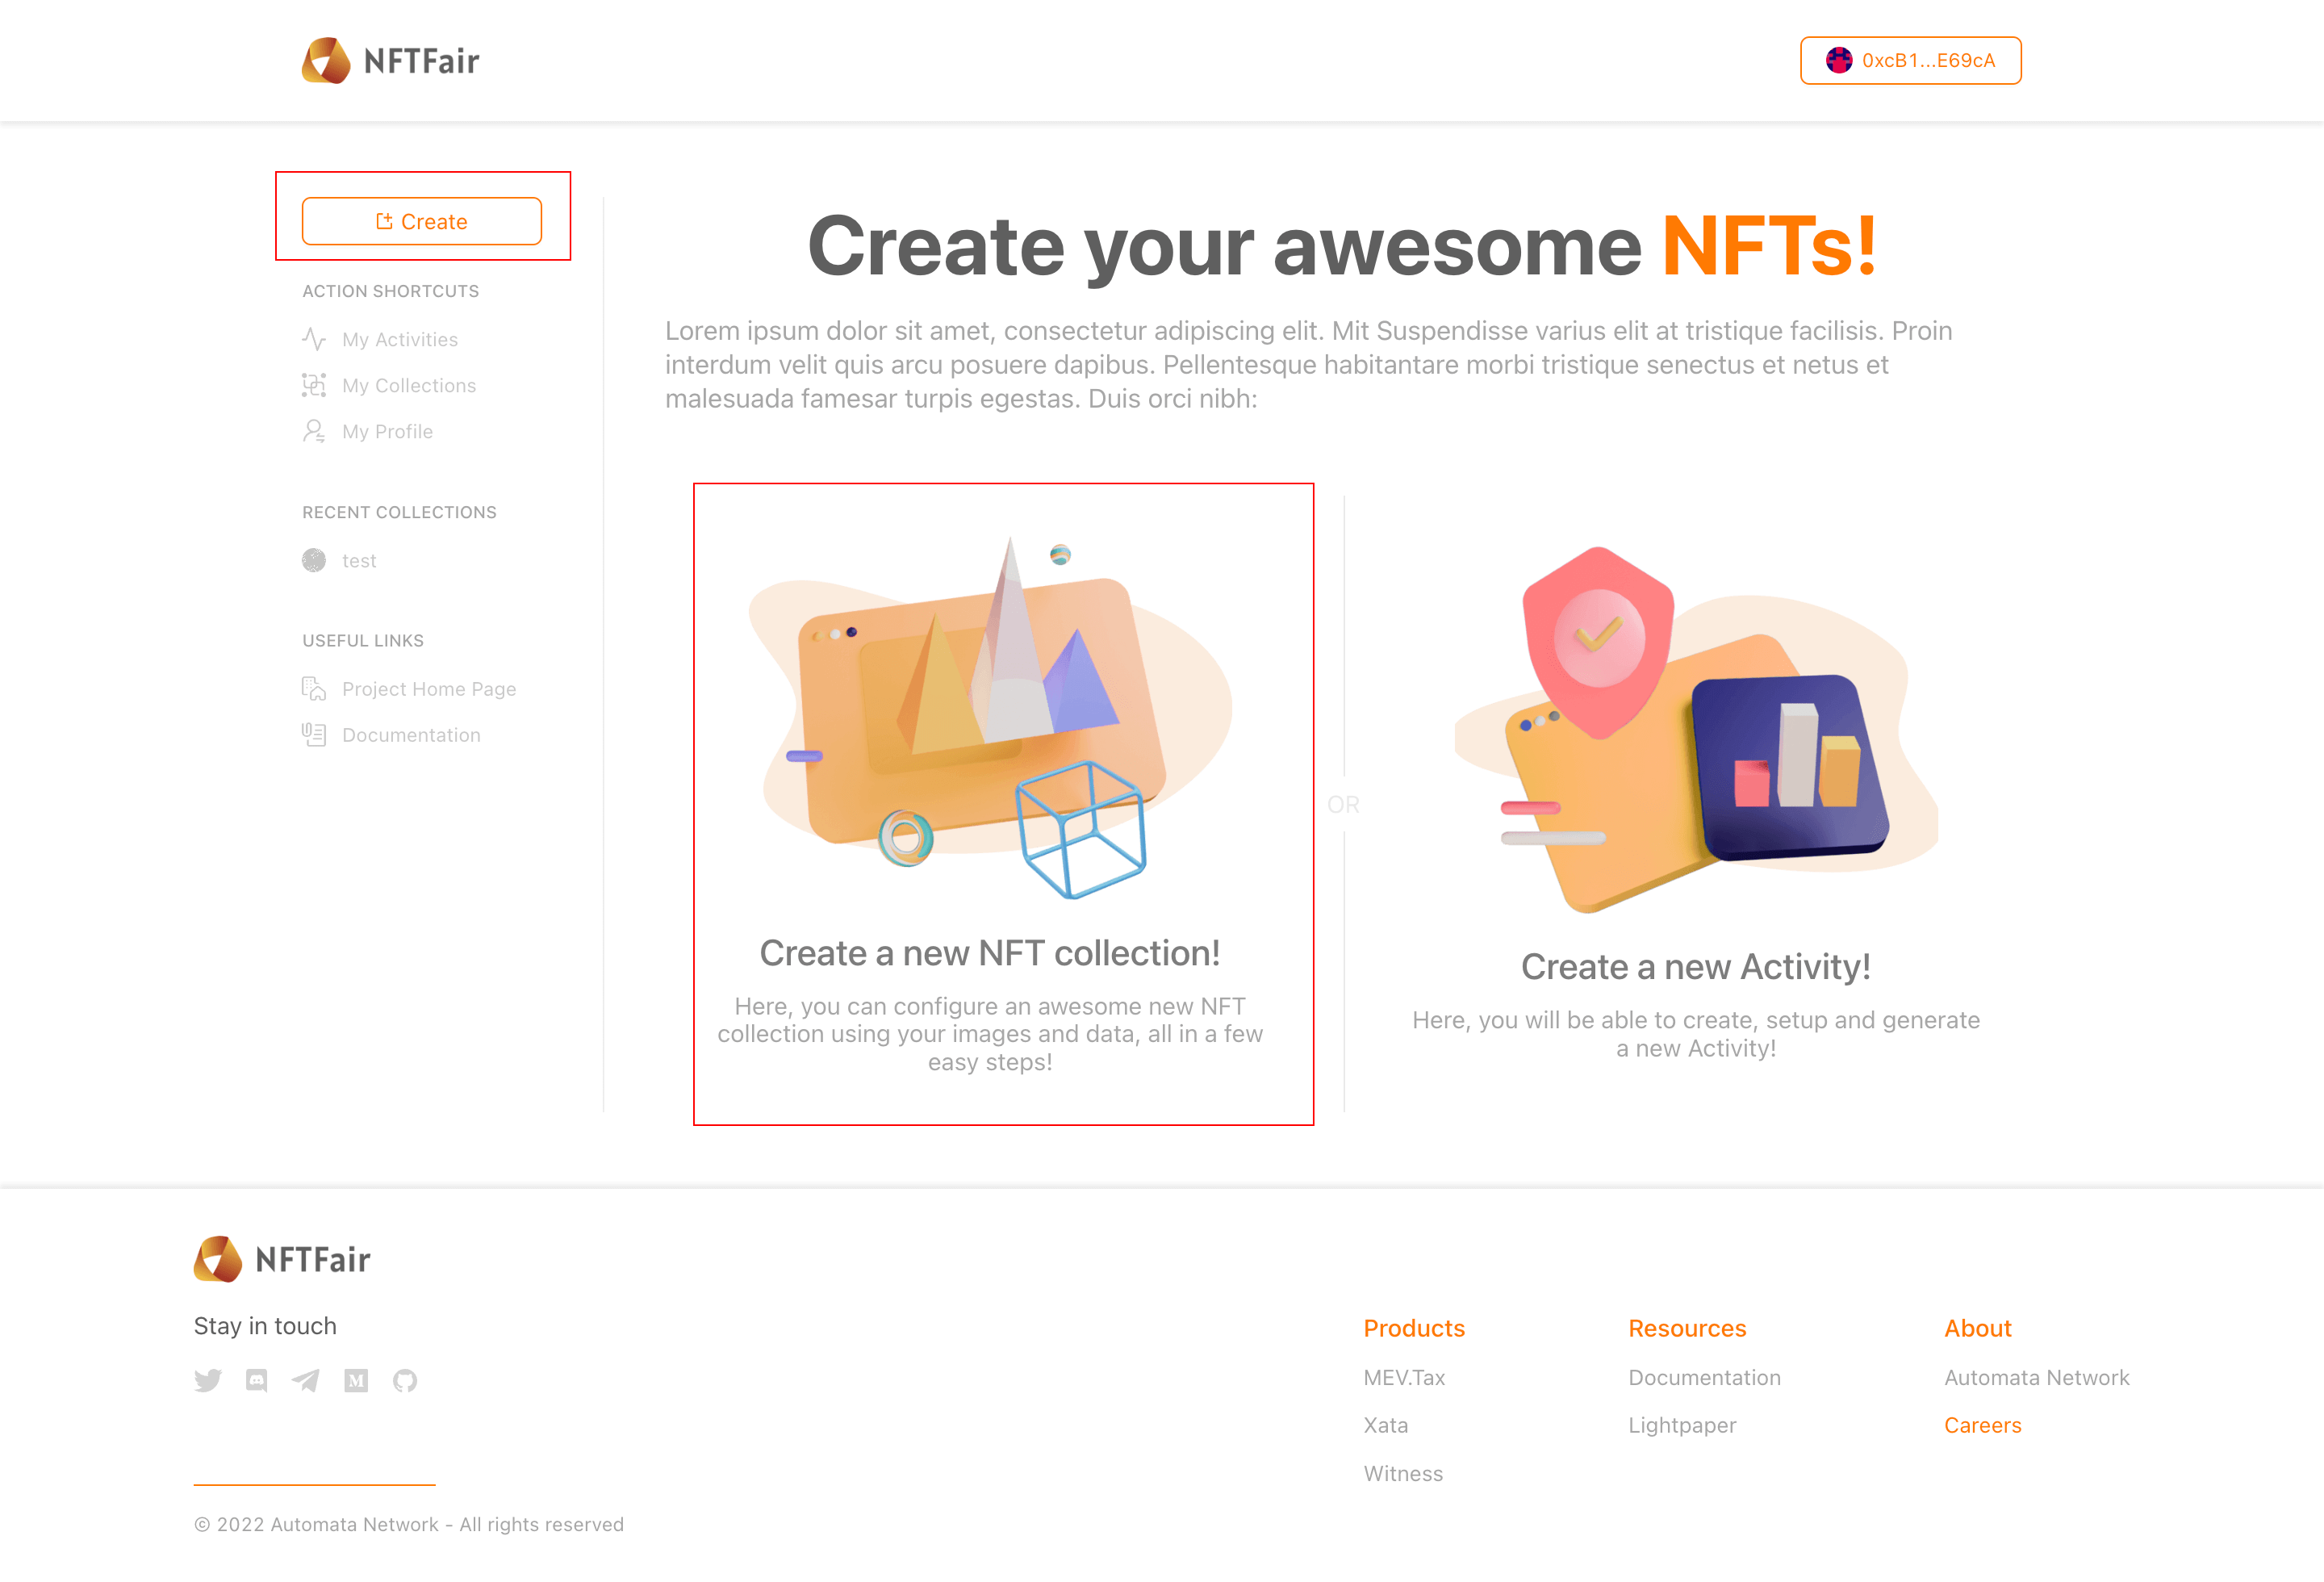 NFTFair
0xcB1...E69cA
Create
ACTION SHORTCUTS
My Activities
My Collections
My Profile
RECENT COLLECTIONS
test
USEFUL LINKS
Project Home Page
Documentation
Create your awesome NFTs!
Lorem ipsum dolor sit amet, consectetur adipiscing elit. Mit Suspendisse varius elit at tristique facilisis. Proin
interdum velit quis arcu posuere dapibus. Pellentesque habitantare morbi tristique senectus et netus et
malesuada famesar turpis egestas. Duis orci nibh:
Create a new NFT collection!
Here, you can configure an awesome new NFT
collection using your images and data, all in a few
easy steps!
OR
Create a new Activity!
Here, you will be able to create, setup and generate
a new Activity!
NFTFair
Stay in touch
M
Products
MEV.Tax
Xata
Witness
Resources
Documentation
Lightpaper
About
Automata Network
Careers
© 2022 Automata Network - All rights reserved